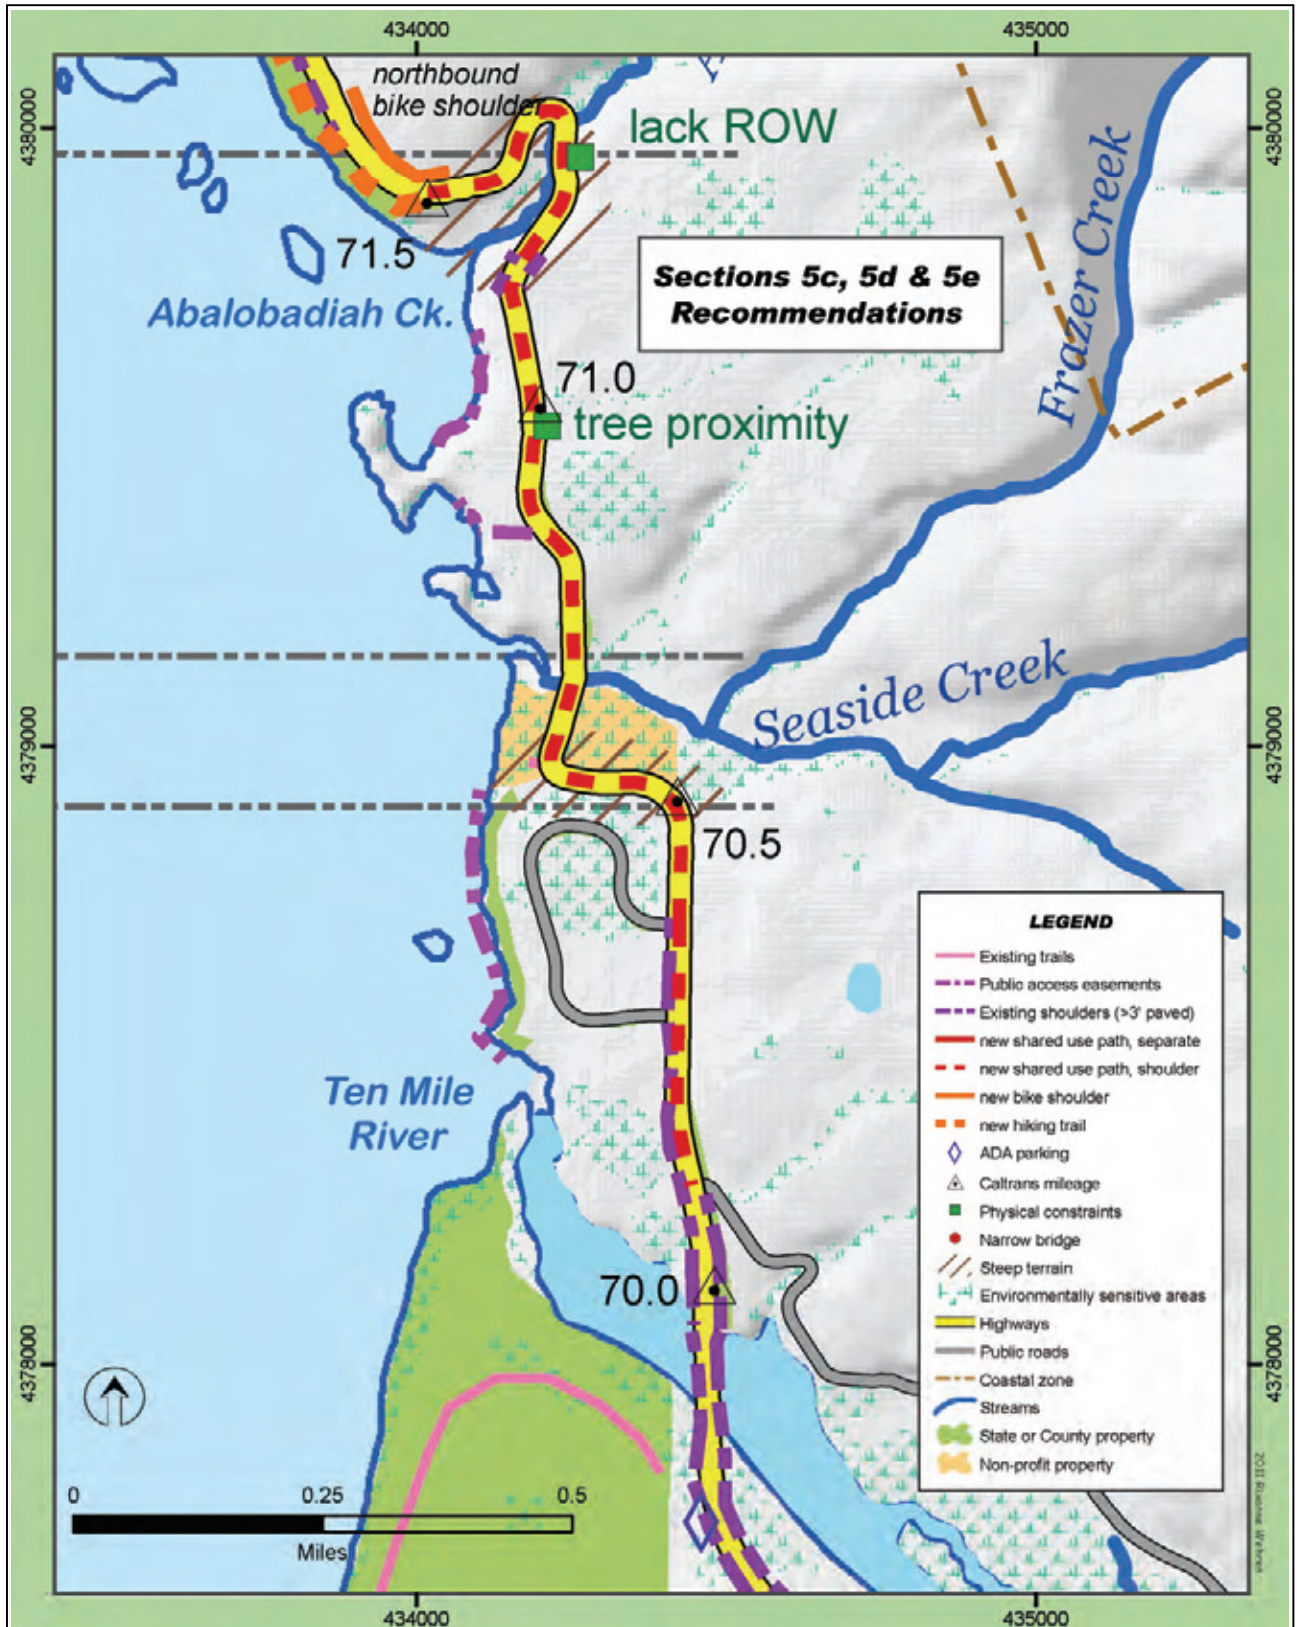 434000
435000
northbound
bike shoulder
4380000
4380000
lack ROW
71.5
Abalobadiah Ck.
Sections 5c, 5d & 5e
Recommendations
Frazer Creek
71.0
tree proximity
Seaside Creek
4379000
4379000
70.5
LEGEND
Existing trails
Public access easements
Existing shoulders (>3' paved)
new shared use path, separate
new shared use path, shoulder
new bike shoulder
new hiking trail
ADA parking
Caltrans mileage
Physical constraints
Narrow bridge
Steep terrain
Environmentally sensitive areas
Highways
Public roads
Coastal zone
Streams
State or County property
Non-profit property
Ten Mile
River
70.0
4378000
4378000
0
0.25
0.5
Miles
434000
435000